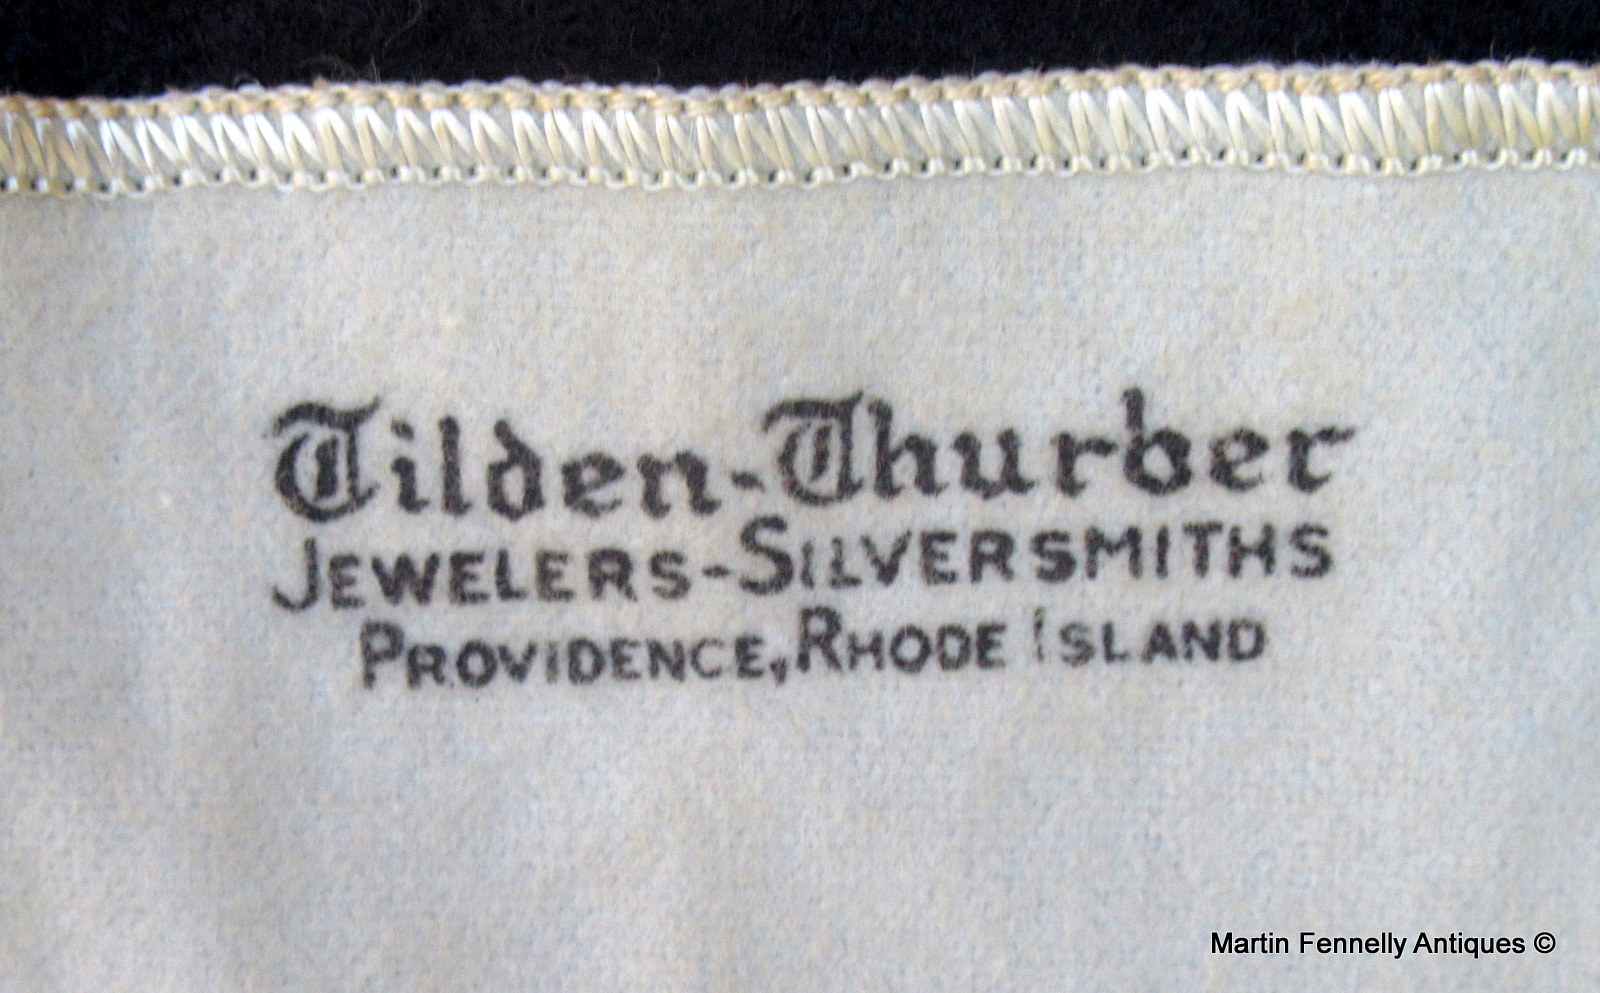 Tilden-Thurber
JEWELERS-SILVERSMITHS
PROVIDENCE, RHODE ISLAND
Martin Fennelly Antiques ©